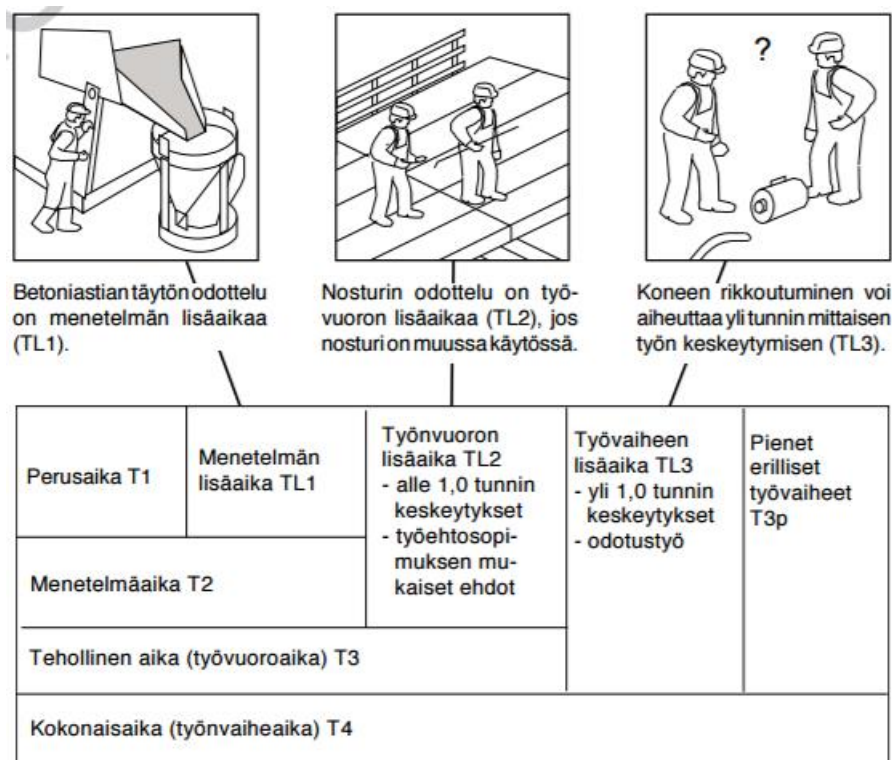 ?
Betoniastian täytön odottelu
on menetelmän lisäaikaa
(TL1).
Nosturin odottelu on työ-
vuoron lisäaikaa (TL2), jos
nosturi on muussa käytössä.
Koneen rikkoutuminen voi
aiheuttaa yli tunnin mittaisen
työn keskeytymisen (TL3).
Perusaika T1
Menetelmän
lisäaika TL1
Työnvuoron
lisäaika TL2
- alle 1,0 tunnin
keskeytykset
- työehtosopi-
muksen mu-
kaiset ehdot
Työvaiheen
lisäaika TL3
- yli 1,0 tunnin
keskeytykset
- odotustyö
Pienet
erilliset
työvaiheet
T3p
Menetelmäaika T2
Tehollinen aika (työvuoroaika) T3
Kokonaisaika (työnvaiheaika) T4